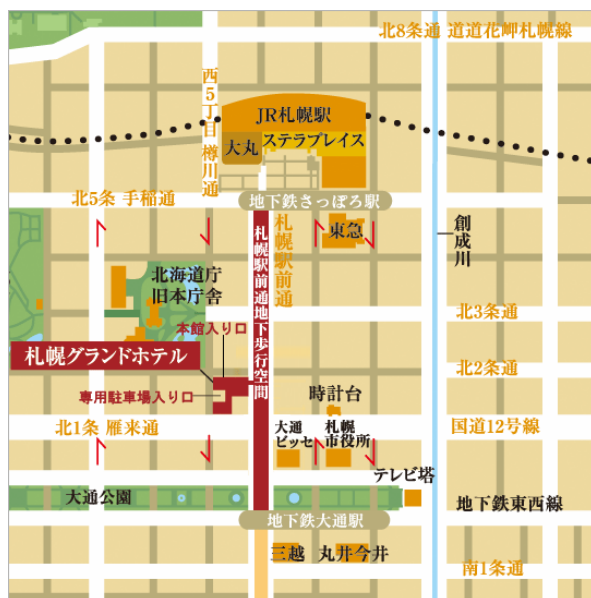 北8条通 道道花岬札幌線
西5丁目 樽川通
JR札幌駅
大丸
ステラプレイス
北5条 手稲通
地下鉄さっぽろ駅
札幌駅前通
東急
創成川
札幌駅前通地下歩行空間
北海道庁
旧本庁舎
北3条通
本館入り口
札幌グランドホテル
北2条通
専用駐車場入り口
時計台
北1条 雁来通
大通
ビッセ
札幌
市役所
国道12号線
テレビ塔
大通公園
地下鉄東西線
地下鉄大通駅
三越
丸井今井
南1条通